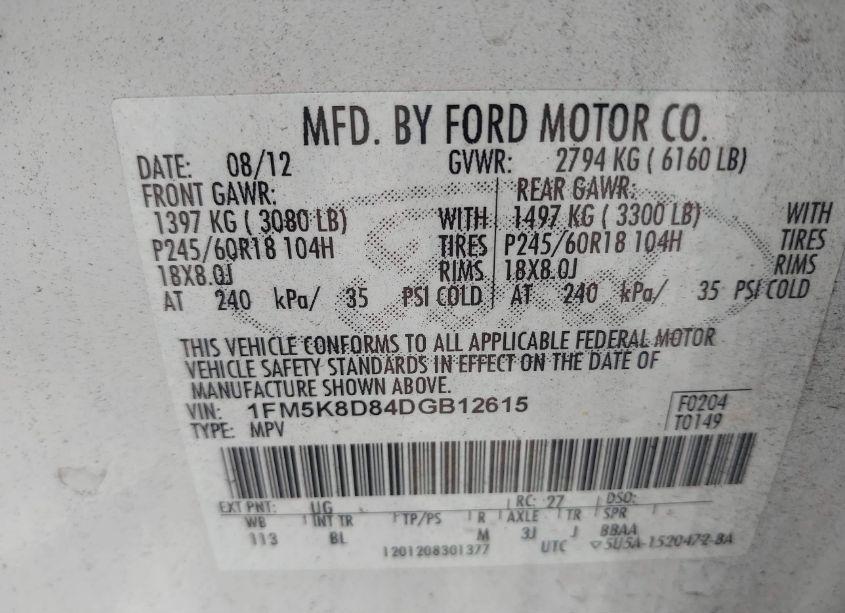 MFD. BY FORD MOTOR CO.
DATE: 08/12 GVWR: 2794 KG ( 6160 LB)
FRONT GAWR: REAR GAWR:
1397 KG ( 3080 LB) WITH 1497 KG ( 3300 LB) WITH
P245/60R18 104H TIRES P245/60R18 104H TIRES
18X8.0J RIMS 18X8.0J RIMS
AT 240 kPa/ 35 PSI COLD AT 240 kPa/ 35 PSI COLD
THIS VEHICLE CONFORMS TO ALL APPLICABLE FEDERAL MOTOR
VEHICLE SAFETY STANDARDS IN EFFECT ON THE DATE OF
MANUFACTURE SHOWN ABOVE.
VIN: 1FM5K8D84DGB12615 F0204
TYPE: MPV T0149
EXT PNT: UG RC: 27 DSO:
WB INT TR TP/PS R AXLE TR SPR
113 BL M 3J J BBAA
1201208301377 UTC ▽5U5A-1520472-BA